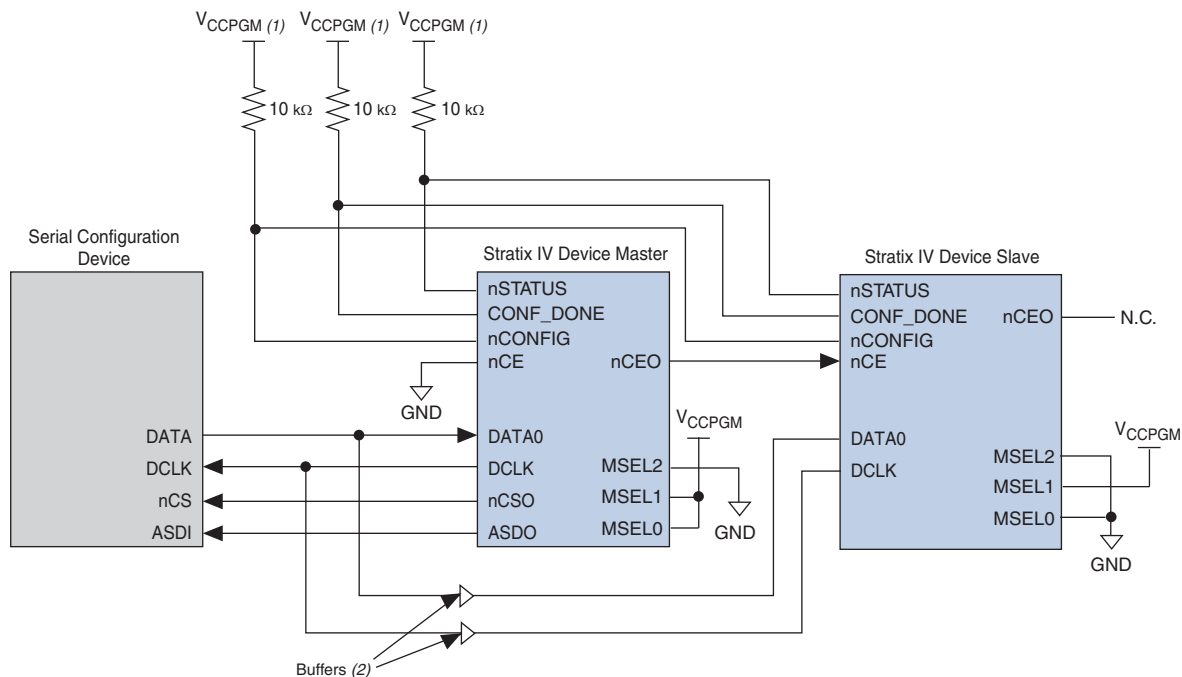 VCCPGM (1) VCCPGM (1) VCCPGM (1)
10 kΩ 10 kΩ 10 kΩ
Serial Configuration
Device
DATA
DCLK
nCS
ASDI
Stratix IV Device Master
nSTATUS
CONF_DONE
nCONFIG
nCE
nCEO
GND
DATA0
DCLK
nCSO
ASDO
MSEL2
MSEL1
MSEL0
VCCPGM
GND
Stratix IV Device Slave
nSTATUS
CONF_DONE
nCONFIG
nCE
nCEO
N.C.
DATA0
DCLK
MSEL2
MSEL1
MSEL0
VCCPGM
GND
Buffers (2)